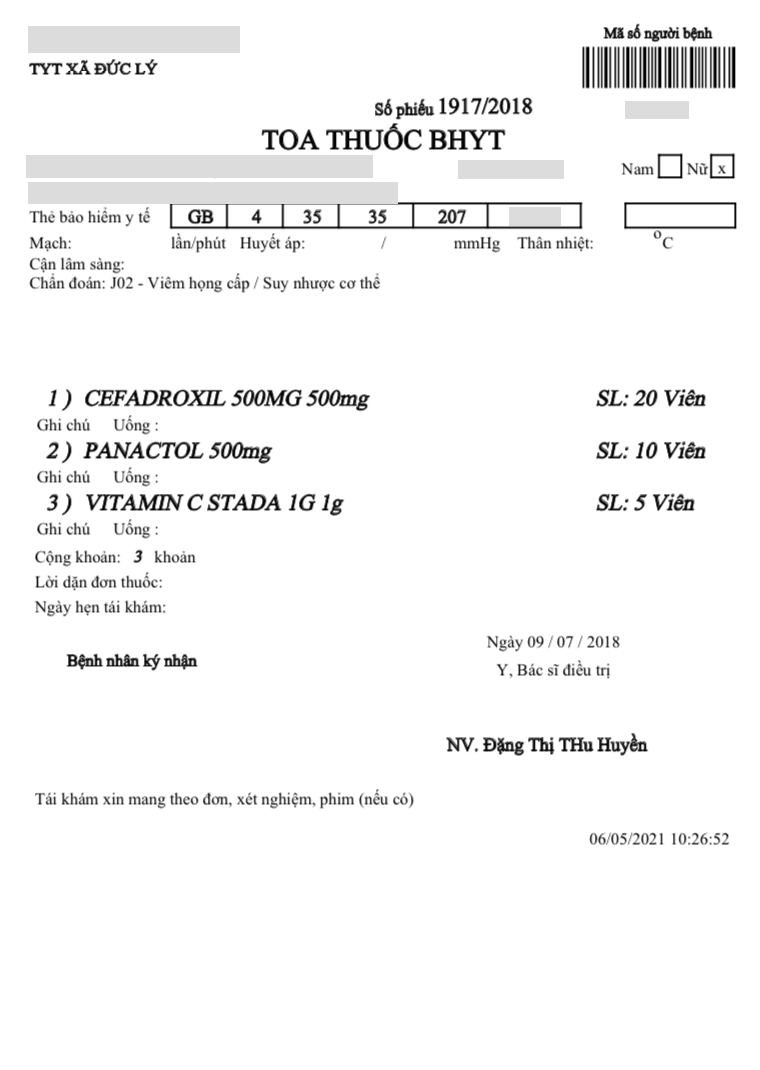 Mã số người bệnh
TYT XÃ ĐỨC LÝ
Số phiếu 1917/2018
TOA THUỐC BHYT
Nam Nữ x
Thẻ bảo hiểm y tế GB 4 35 35 207
Mạch: lần/phút Huyết áp: / mmHg Thân nhiệt: °C
Cận lâm sàng:
Chẩn đoán: J02 - Viêm họng cấp / Suy nhược cơ thể
1 ) CEFADROXIL 500MG 500mg SL: 20 Viên
Ghi chú Uống :
2 ) PANACTOL 500mg SL: 10 Viên
Ghi chú Uống :
3 ) VITAMIN C STADA 1G 1g SL: 5 Viên
Ghi chú Uống :
Cộng khoản: 3 khoản
Lời dặn đơn thuốc:
Ngày hẹn tái khám:
Ngày 09 / 07 / 2018
Bệnh nhân ký nhận
Y, Bác sĩ điều trị
NV. Đặng Thị THu Huyền
Tái khám xin mang theo đơn, xét nghiệm, phim (nếu có)
06/05/2021 10:26:52